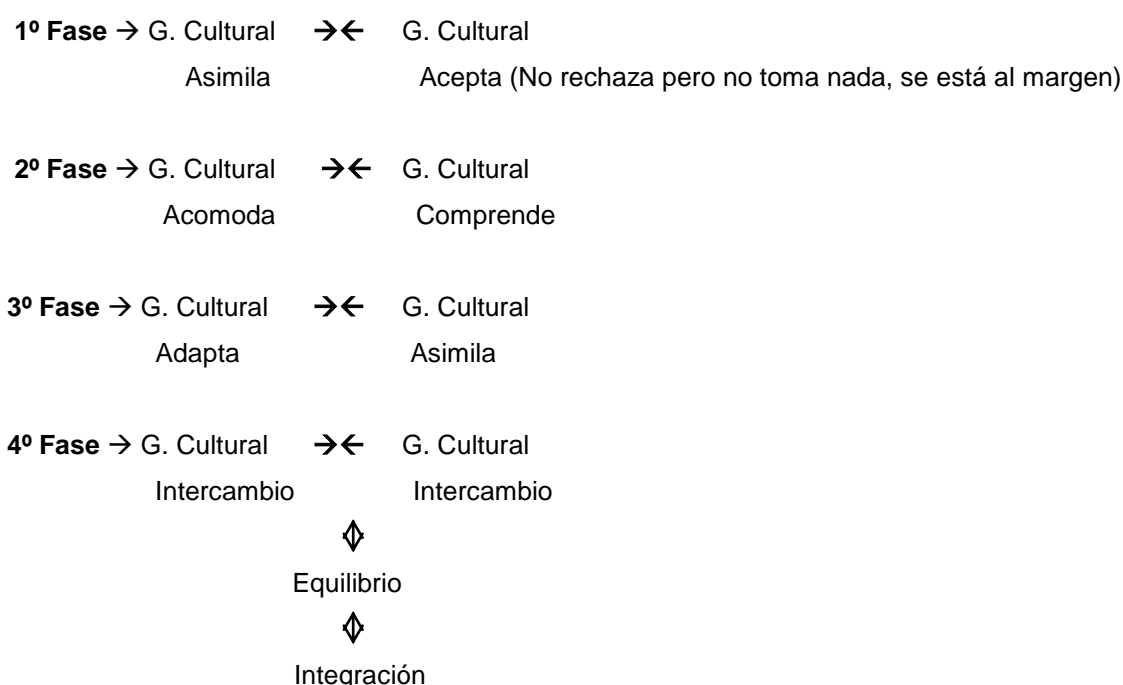 1º Fase → G. Cultural →← G. Cultural
Asimila Acepta (No rechaza pero no toma nada, se está al margen)
2º Fase → G. Cultural →← G. Cultural
Acomoda Comprende
3º Fase → G. Cultural →← G. Cultural
Adapta Asimila
4º Fase → G. Cultural →← G. Cultural
Intercambio Intercambio
Equilibrio
Integración